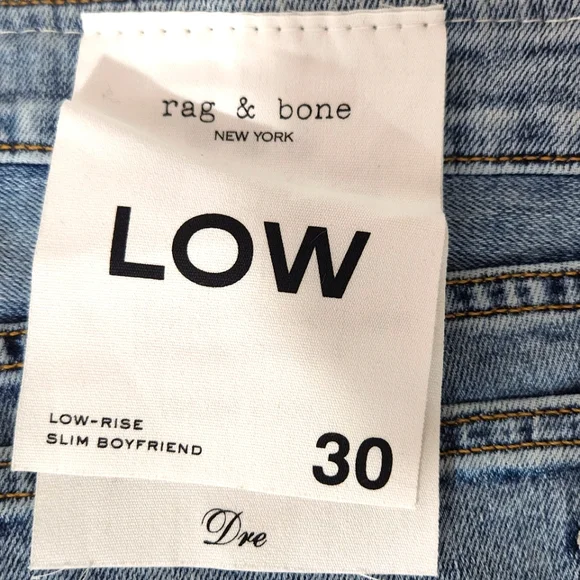 rag & bone
NEW YORK
LOW
LOW-RISE
SLIM BOYFRIEND
30
Dre